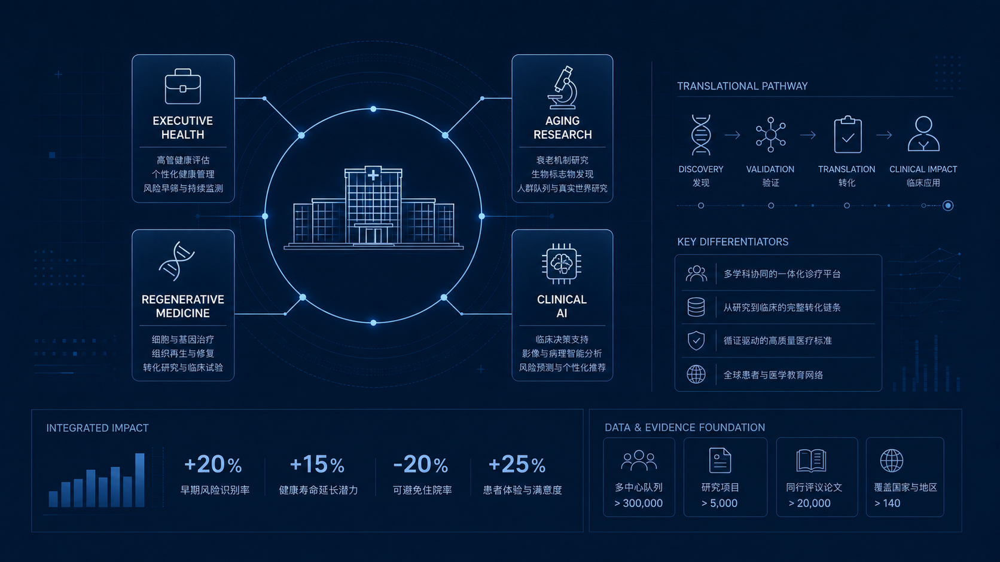 EXECUTIVE
HEALTH
高管健康评估
个性化健康管理
风险早筛与持续监测
AGING
RESEARCH
衰老机制研究
生物标志物发现
人群队列与真实世界研究
REGENERATIVE
MEDICINE
细胞与基因治疗
组织再生与修复
转化研究与临床试验
CLINICAL
AI
临床决策支持
影像与病理智能分析
风险预测与个性化推荐
TRANSLATIONAL PATHWAY
DISCOVERY
发现
VALIDATION
验证
TRANSLATION
转化
CLINICAL IMPACT
临床应用
KEY DIFFERENTIATORS
多学科协同的一体化诊疗平台
从研究到临床的完整转化链条
循证驱动的高质量医疗标准
全球患者与医学教育网络
INTEGRATED IMPACT
+20%
早期风险识别率
+15%
健康寿命延长潜力
-20%
可避免住院率
+25%
患者体验与满意度
DATA & EVIDENCE FOUNDATION
多中心队列
> 300,000
研究项目
> 5,000
同行评议论文
> 20,000
覆盖国家与地区
> 140